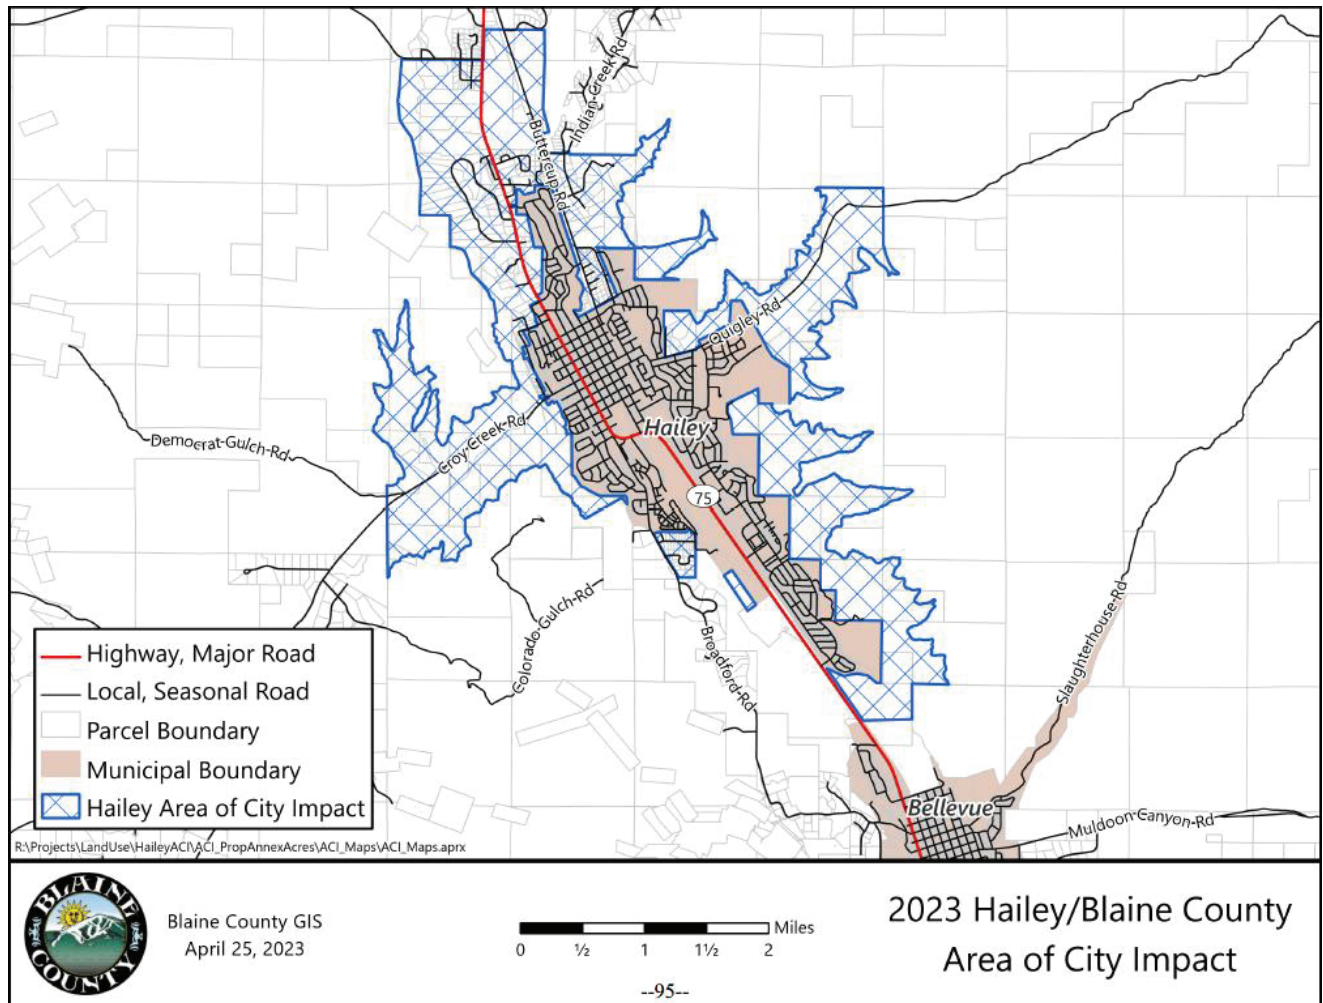 Indian-Creek-Rd
Buttercup-Rd
Quigley-Rd
Hailey
Croy-Creek-Rd
Democrat-Gulch-Rd
75
Colorado-Gulch-Rd
Broadford-Rd
Slaughterhouse-Rd
Bellevue
Muldoon-Canyon-Rd
Highway, Major Road
Local, Seasonal Road
Parcel Boundary
Municipal Boundary
Hailey Area of City Impact
R:\Projects\LandUse\HaileyACI\ACI_PropAnnexAcres\ACI_Maps\ACI_Maps.aprx
BLAINE
COUNTY
Blaine County GIS
April 25, 2023
Miles
0 ½ 1 1½ 2
--95--
2023 Hailey/Blaine County
Area of City Impact